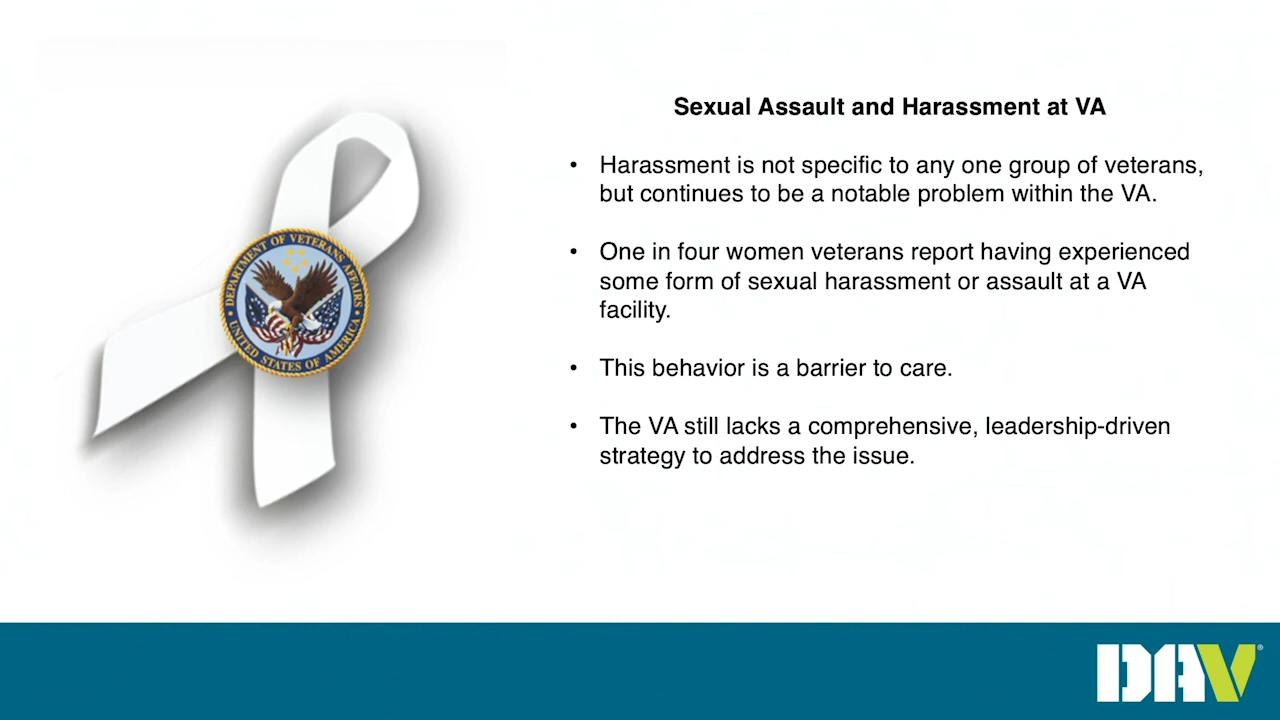 Sexual Assault and Harassment at VA
• Harassment is not specific to any one group of veterans,
but continues to be a notable problem within the VA.
• One in four women veterans report having experienced
some form of sexual harassment or assault at a VA
facility.
• This behavior is a barrier to care.
• The VA still lacks a comprehensive, leadership-driven
strategy to address the issue.
DEPARTMENT OF VETERANS AFFAIRS
UNITED STATES OF AMERICA
DAV®